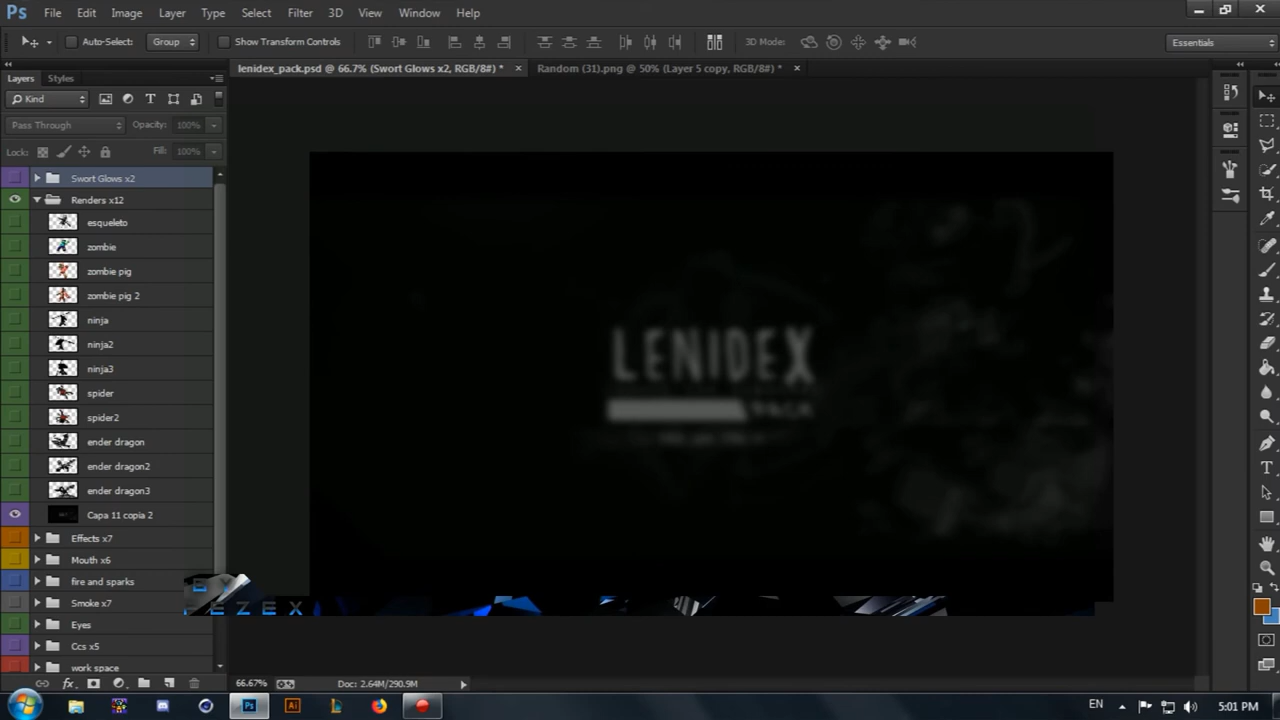 Ps File Edit Image Layer Type Select Filter 3D View Window Help
Auto-Select: Group Show Transform Controls 3D Mode: Essentials
Layers Styles
lenidex_pack.psd @ 66.7% (Swort Glows x2, RGB/8#) * Random (31).png @ 50% (Layer 5 copy, RGB/8#) *
Kind
Pass Through Opacity: 100%
Lock: Fill: 100%
Swort Glows x2
Renders x12
esqueleto
zombie
zombie pig
zombie pig 2
ninja
ninja2
ninja3
spider
spider2
ender dragon
ender dragon2
ender dragon3
Capa 11 copia 2
Effects x7
Mouth x6
fire and sparks
Smoke x7
Eyes
Ccs x5
work space
LENIDEX
PACK
BY
EZEX
66.67% Doc: 2.64M/290.9M
Ps Ai EN 5:01 PM